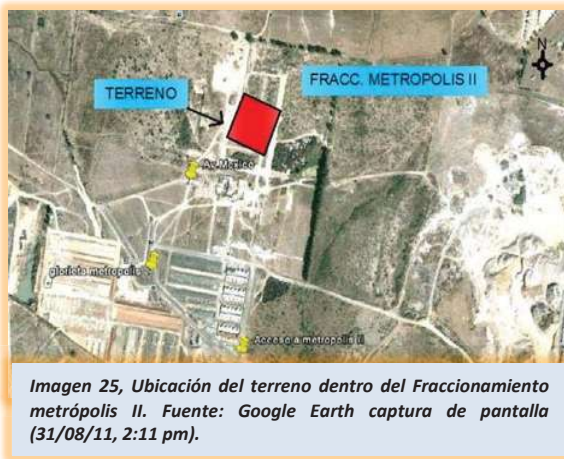 N
FRACC. METROPOLIS II
TERRENO
Av Mexico
glorieta metropolis
Acceso a metropolis II
Imagen 25, Ubicación del terreno dentro del Fraccionamiento
metrópolis II. Fuente: Google Earth captura de pantalla
(31/08/11, 2:11 pm).